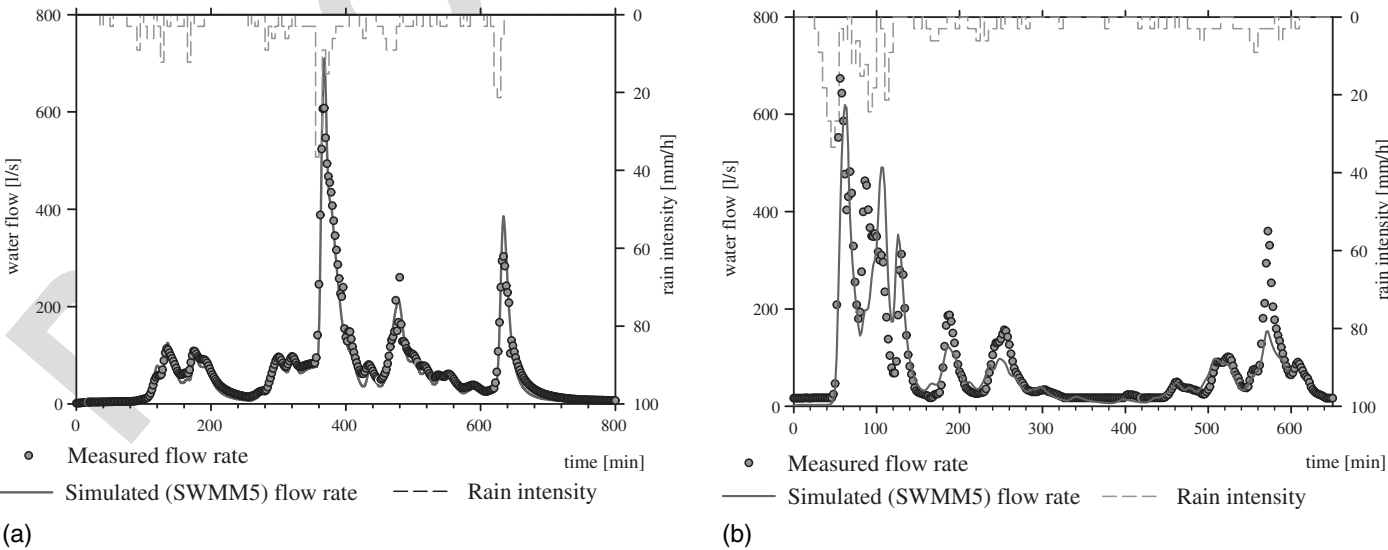 800
600
400
200
0
water flow [l/s]
0
20
40
60
80
100
rain intensity [mm/h]
0 200 400 600 800
time [min]
Measured flow rate
Simulated (SWMM5) flow rate
Rain intensity
(a)
800
600
400
200
0
water flow [l/s]
0
20
40
60
80
100
rain intensity [mm/h]
0 100 200 300 400 500 600
time [min]
Measured flow rate
Simulated (SWMM5) flow rate
Rain intensity
(b)